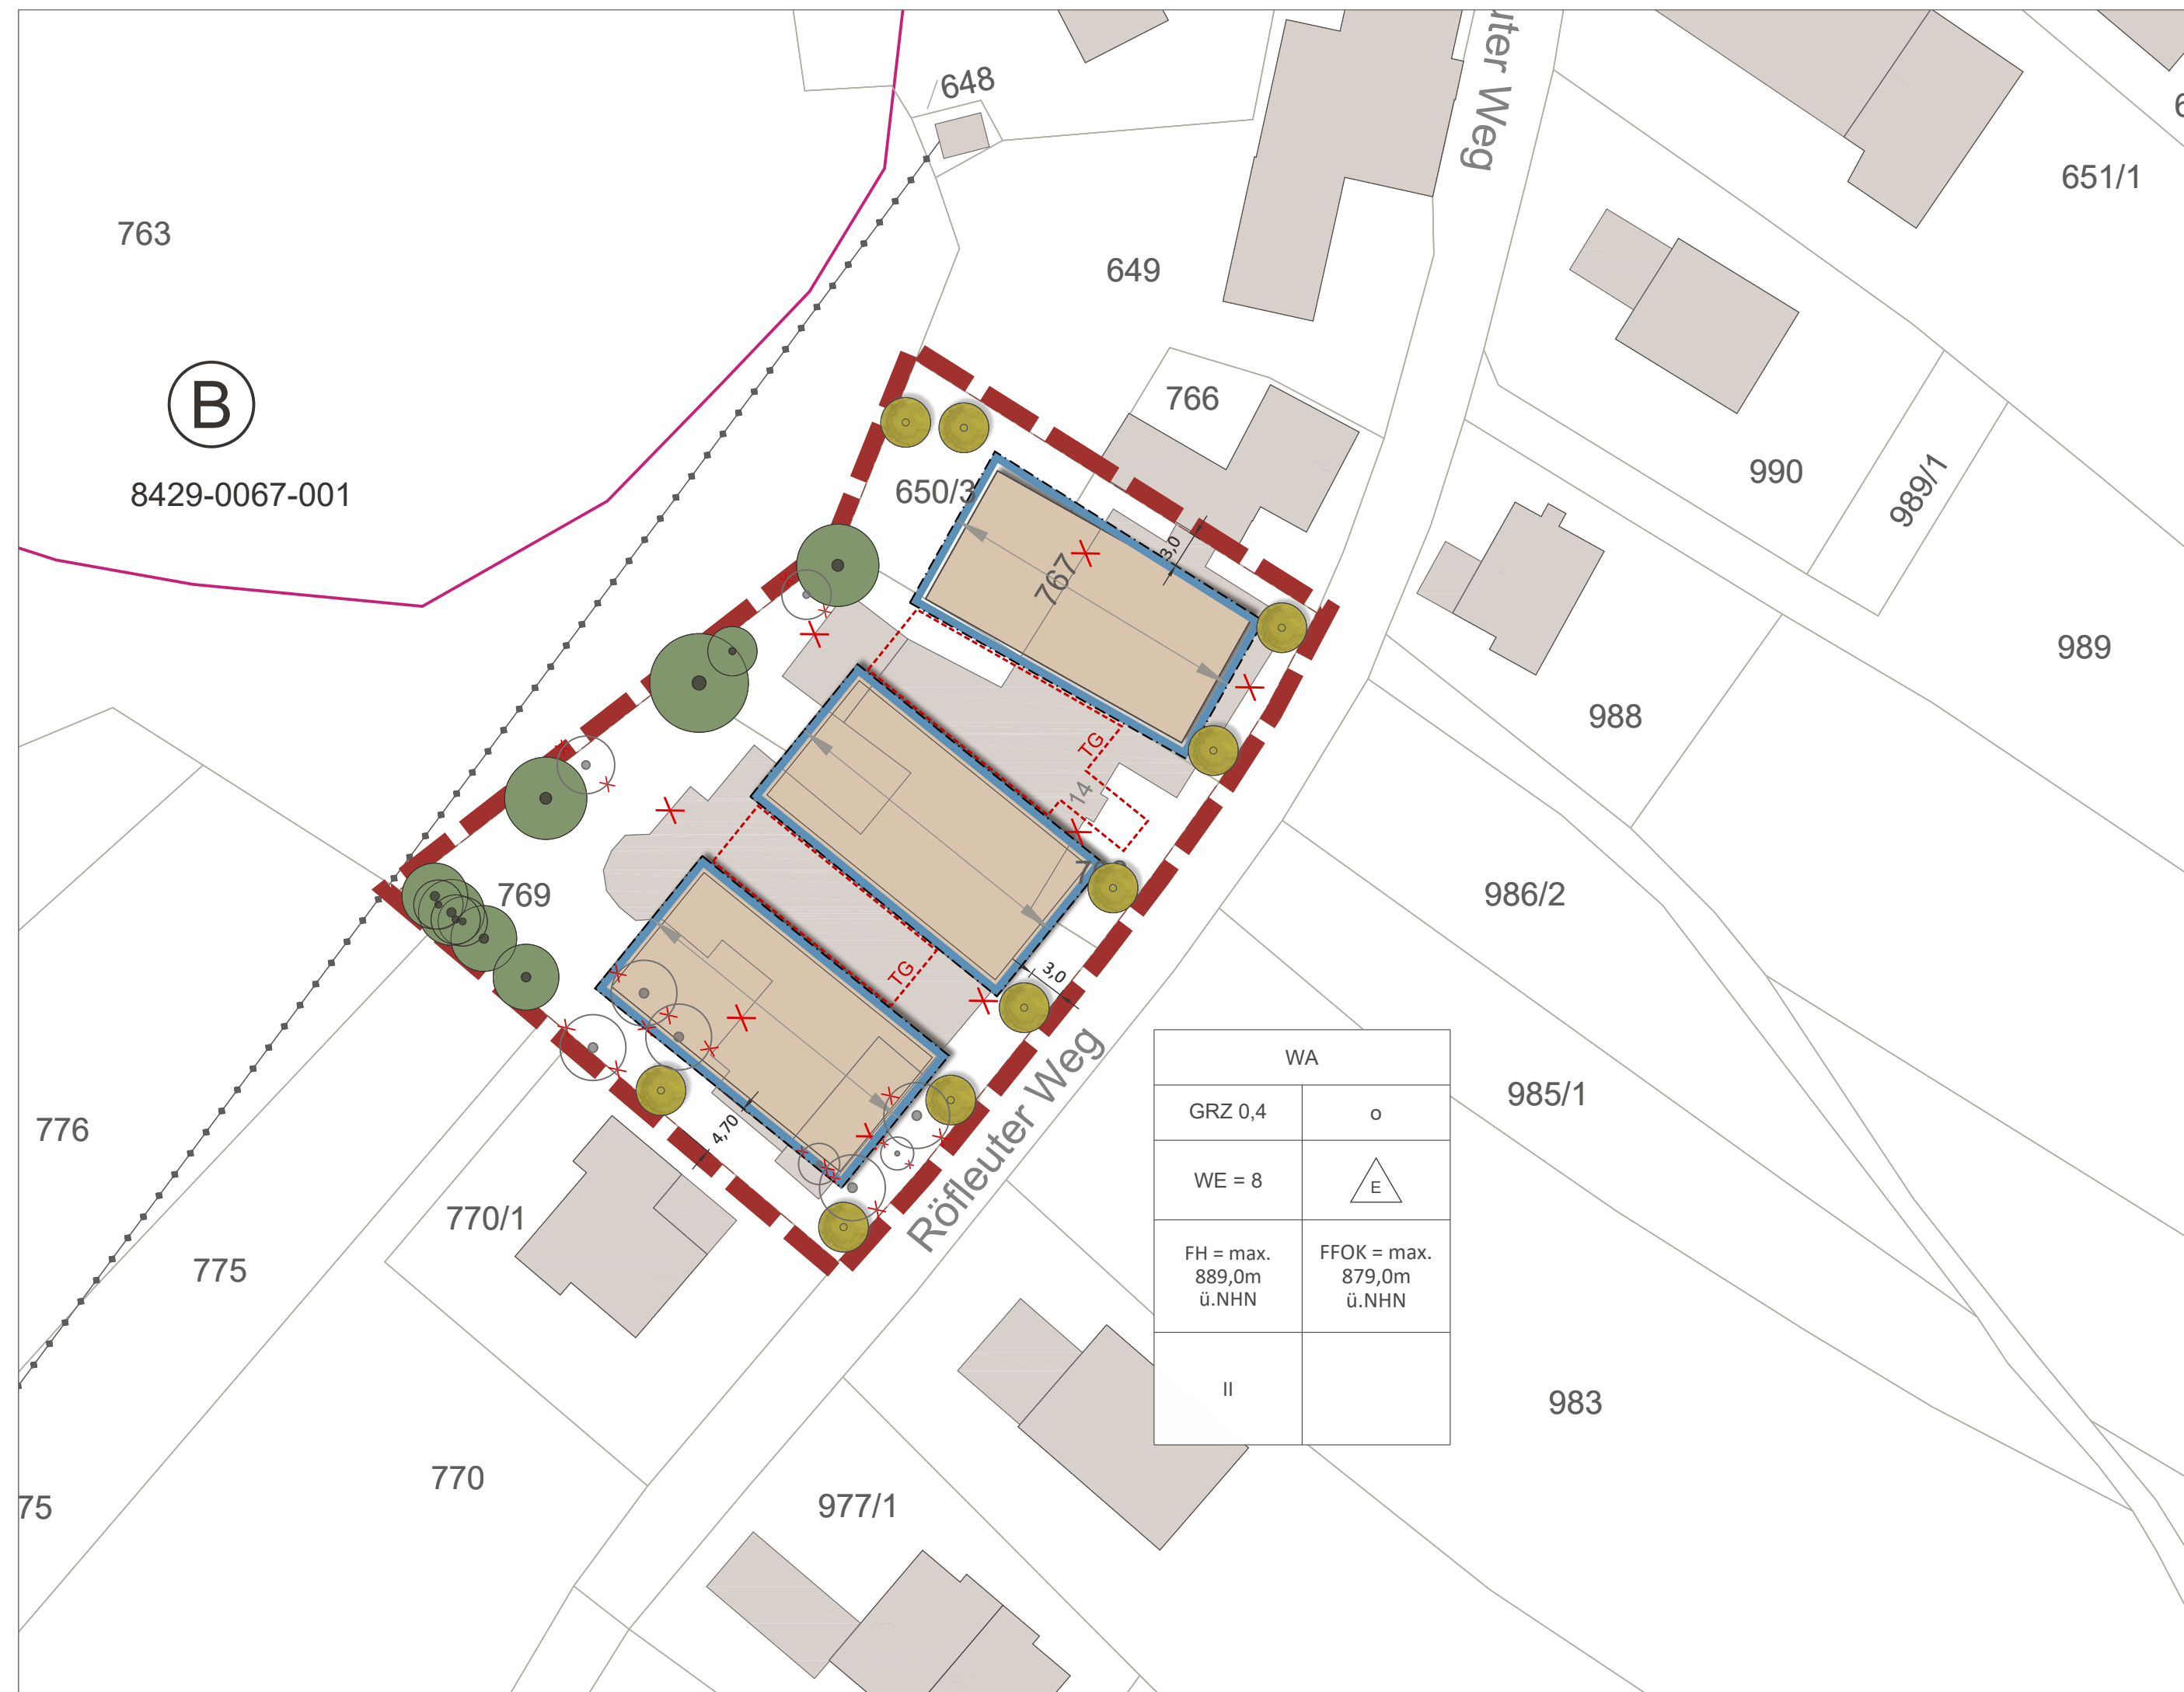 648
uter Weg
651/1
763
649
B
766
8429-0067-001
650/3
990
989/1
3,0
767
989
988
TG
14
7
769
986/2
TG
3,0
WA
GRZ 0,4
o
WE = 8
E
FH = max.
889,0m
ü.NHN
FFOK = max.
879,0m
ü.NHN
II
985/1
776
4,70
Röfleuter Weg
770/1
775
983
770
75
977/1